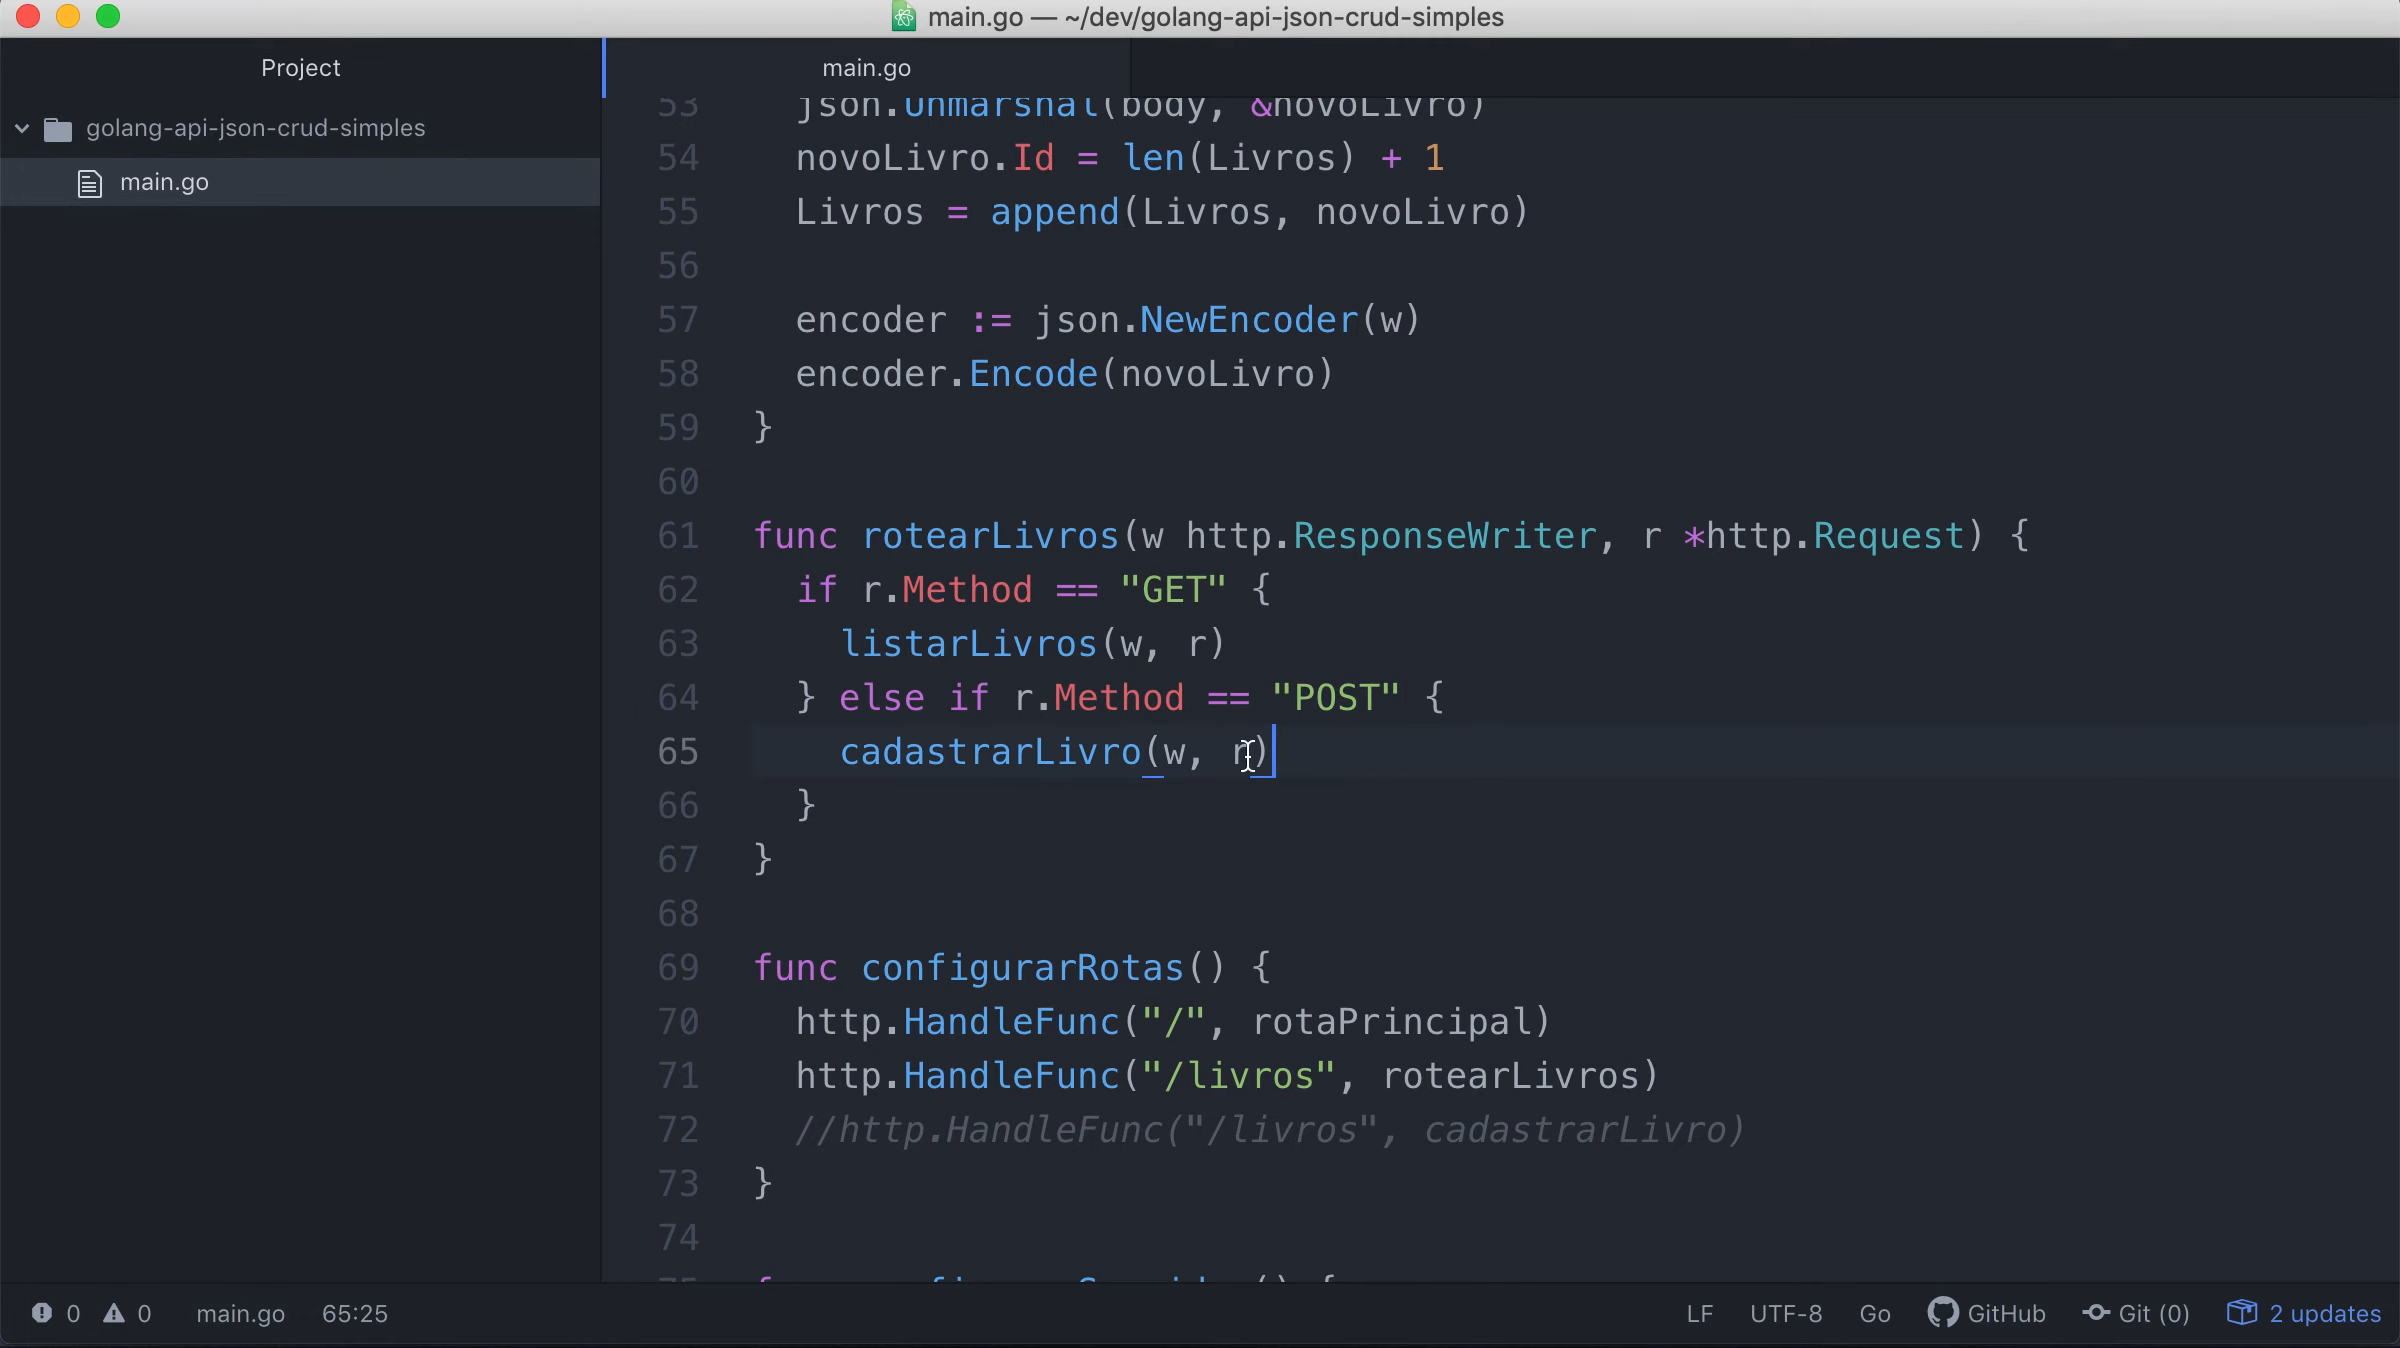 main.go — ~/dev/golang-api-json-crud-simples
Project
golang-api-json-crud-simples
main.go
main.go
53 json.Unmarshal(body, &novoLivro)
54 novoLivro.Id = len(Livros) + 1
55 Livros = append(Livros, novoLivro)
56
57 encoder := json.NewEncoder(w)
58 encoder.Encode(novoLivro)
59 }
60
61 func rotearLivros(w http.ResponseWriter, r *http.Request) {
62 if r.Method == "GET" {
63 listarLivros(w, r)
64 } else if r.Method == "POST" {
65 cadastrarLivro(w, r)
66 }
67 }
68
69 func configurarRotas() {
70 http.HandleFunc("/", rotaPrincipal)
71 http.HandleFunc("/livros", rotearLivros)
72 //http.HandleFunc("/livros", cadastrarLivro)
73 }
74
0 0 main.go 65:25 LF UTF-8 Go GitHub Git (0) 2 updates